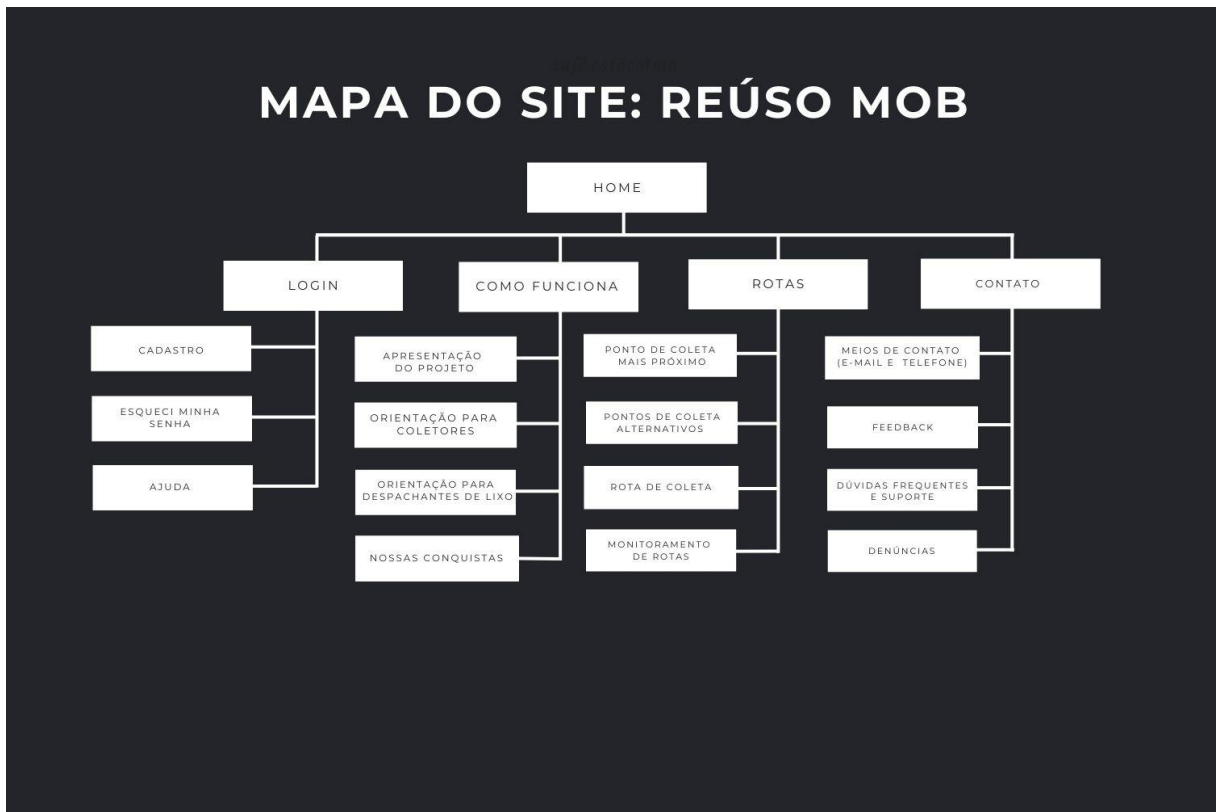 MAPA DO SITE: REÚSO MOB
HOME
LOGIN
CADASTRO
ESQUECI MINHA
SENHA
AJUDA
COMO FUNCIONA
APRESENTAÇÃO
DO PROJETO
ORIENTAÇÃO PARA
COLETORES
ORIENTAÇÃO PARA
DESPACHANTES DE LIXO
NOSSAS CONQUISTAS
ROTAS
PONTO DE COLETA
MAIS PRÓXIMO
PONTOS DE COLETA
ALTERNATIVOS
ROTA DE COLETA
MONITORAMENTO
DE ROTAS
CONTATO
MEIOS DE CONTATO
(E-MAIL E TELEFONE)
FEEDBACK
DÚVIDAS FREQUENTES
E SUPORTE
DENÚNCIAS